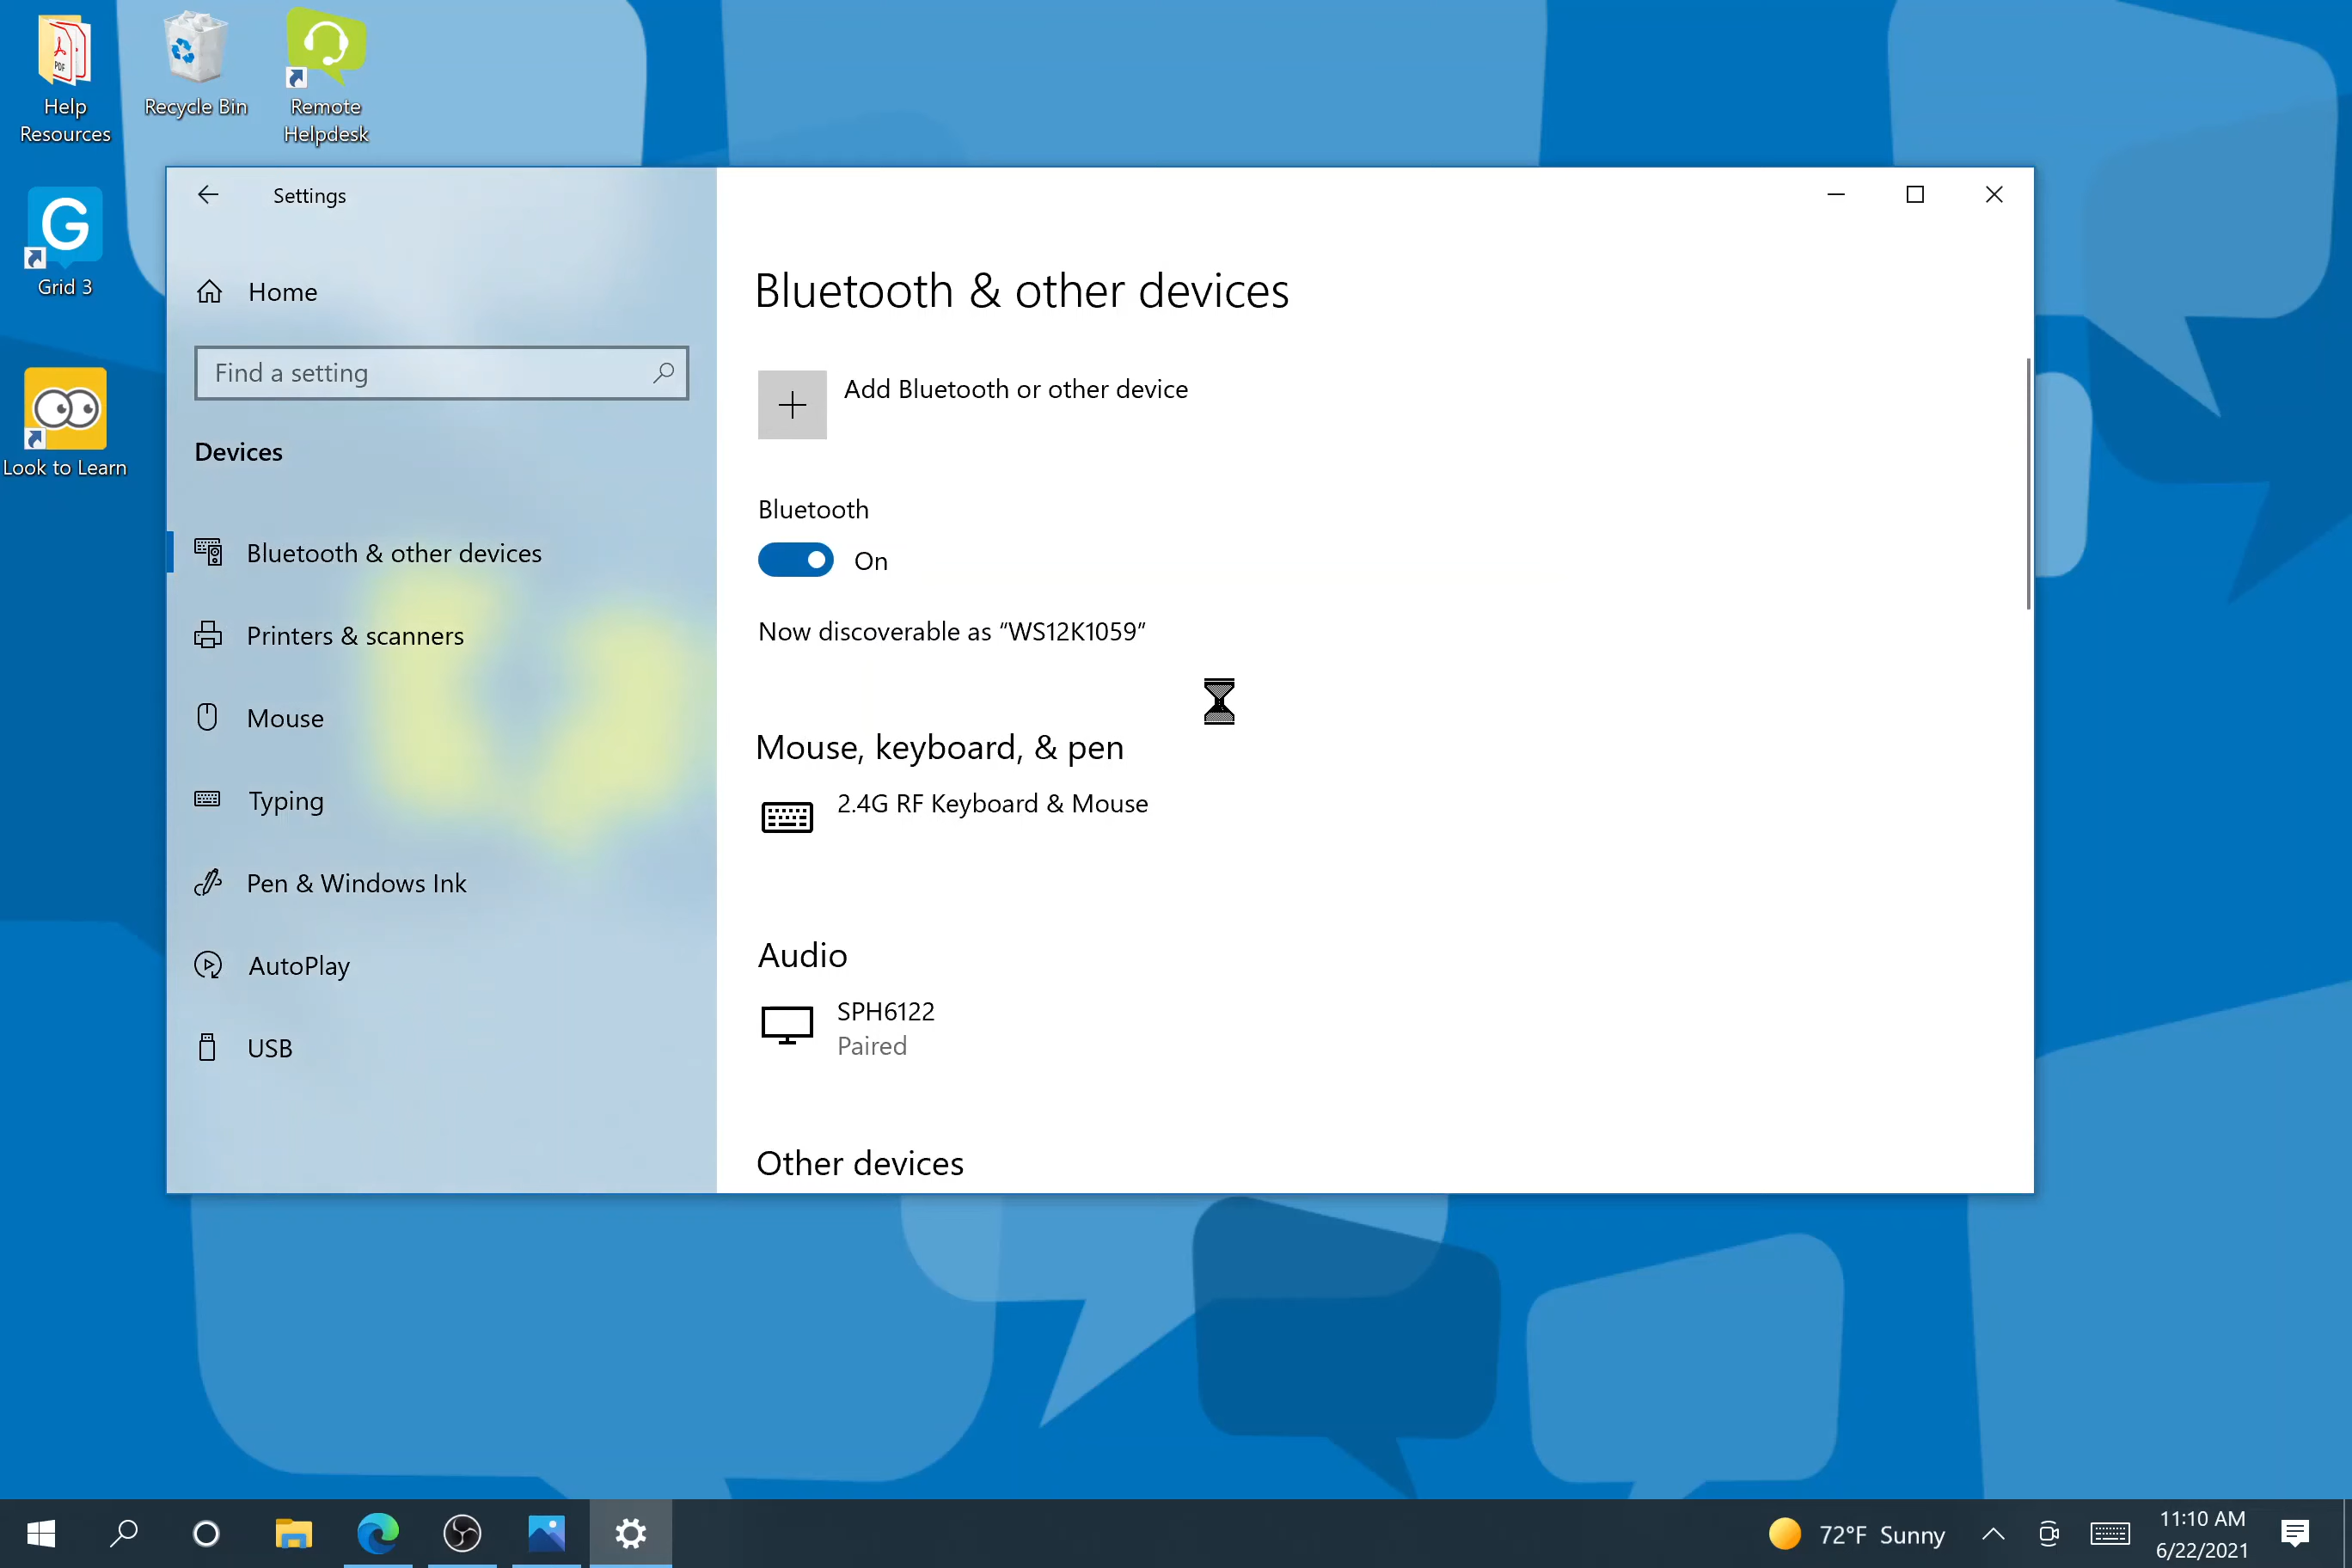 Help
Resources
Recycle Bin
Remote
Helpdesk
Grid 3
Look to Learn
PDF
G
Settings
Home
Find a setting
Devices
Bluetooth & other devices
Printers & scanners
Mouse
Typing
Pen & Windows Ink
AutoPlay
USB
Bluetooth & other devices
Add Bluetooth or other device
Bluetooth
On
Now discoverable as “WS12K1059”
Mouse, keyboard, & pen
2.4G RF Keyboard & Mouse
Audio
SPH6122
Paired
Other devices
72°F Sunny
11:10 AM
6/22/2021